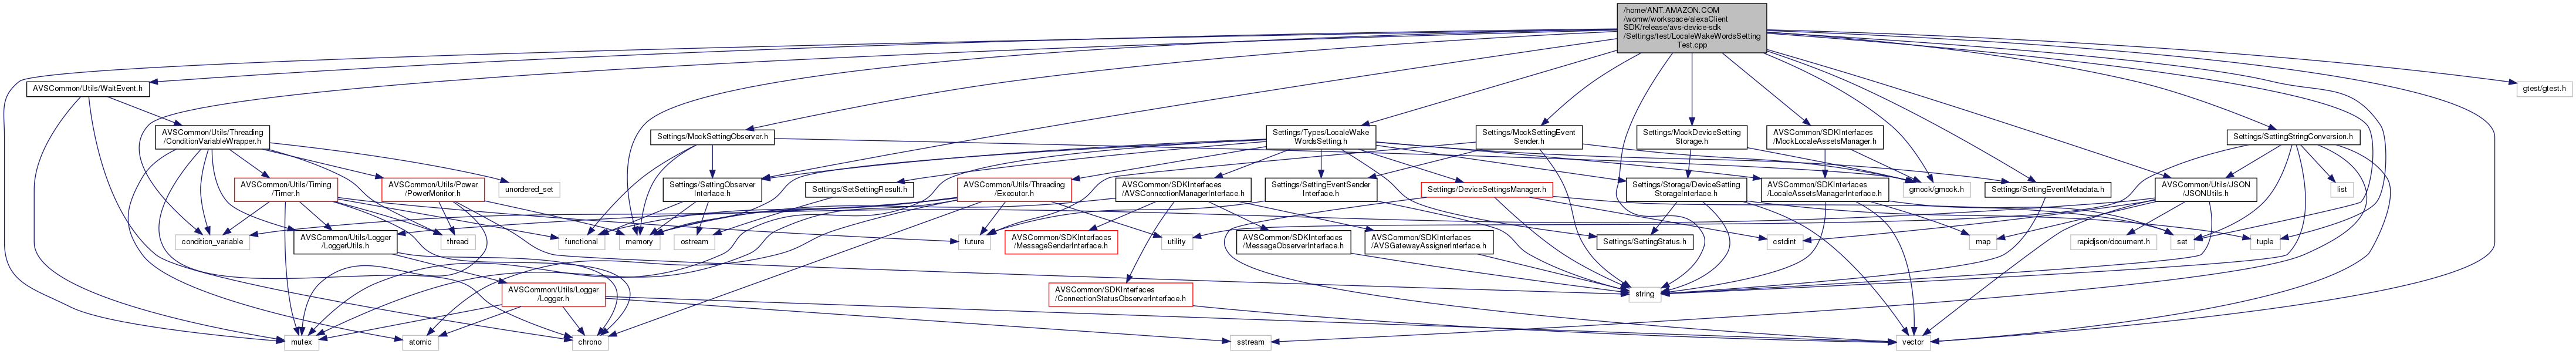 /home/ANT.AMAZON.COM
/womw/workspace/alexaClient
SDK/release/avs-device-sdk
/Settings/test/LocaleWakeWordsSetting
Test.cpp
AVSCommon/Utils/WaitEvent.h
gtest/gtest.h
AVSCommon/Utils/Threading
/ConditionVariableWrapper.h
Settings/MockSettingObserver.h
Settings/Types/LocaleWake
WordsSetting.h
Settings/MockSettingEvent
Sender.h
Settings/MockDeviceSetting
Storage.h
AVSCommon/SDKInterfaces
/MockLocaleAssetsManager.h
Settings/SettingStringConversion.h
AVSCommon/Utils/Timing
/Timer.h
AVSCommon/Utils/Power
/PowerMonitor.h
unordered_set
Settings/SettingObserver
Interface.h
Settings/SetSettingResult.h
AVSCommon/Utils/Threading
/Executor.h
AVSCommon/SDKInterfaces
/AVSConnectionManagerInterface.h
Settings/SettingEventSender
Interface.h
Settings/DeviceSettingsManager.h
Settings/Storage/DeviceSetting
StorageInterface.h
AVSCommon/SDKInterfaces
/LocaleAssetsManagerInterface.h
gmock/gmock.h
Settings/SettingEventMetadata.h
AVSCommon/Utils/JSON
/JSONUtils.h
list
condition_variable
AVSCommon/Utils/Logger
/LoggerUtils.h
thread
functional
memory
ostream
future
AVSCommon/SDKInterfaces
/MessageSenderInterface.h
utility
AVSCommon/SDKInterfaces
/MessageObserverInterface.h
AVSCommon/SDKInterfaces
/AVSGatewayAssignerInterface.h
Settings/SettingStatus.h
cstdint
map
rapidjson/document.h
set
tuple
AVSCommon/Utils/Logger
/Logger.h
AVSCommon/SDKInterfaces
/ConnectionStatusObserverInterface.h
string
mutex
atomic
chrono
sstream
vector